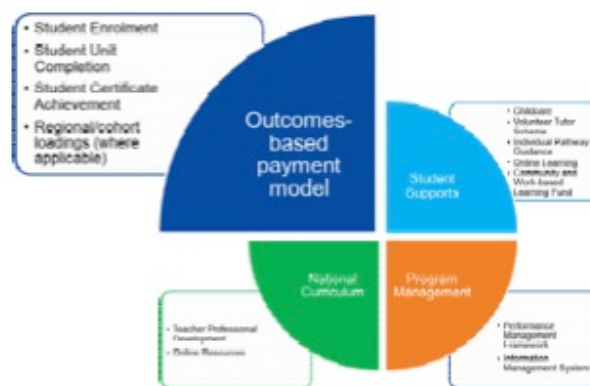 • Student Enrolment
• Student Unit
Completion
• Student Certificate
Achievement
• Regional/cohort
loadings (where
applicable)
Outcomes-
based
payment
model
• Childcare
• Volunteer Tutor
Scheme
• Individual Pathway
Guidance
• Online Learning
• Community and
Work-based
Learning Fund
Student
Supports
National
Curriculum
Program
Management
• Teacher Professional
Development
• Online Resources
• Performance
Management
Framework
• Information
Management System